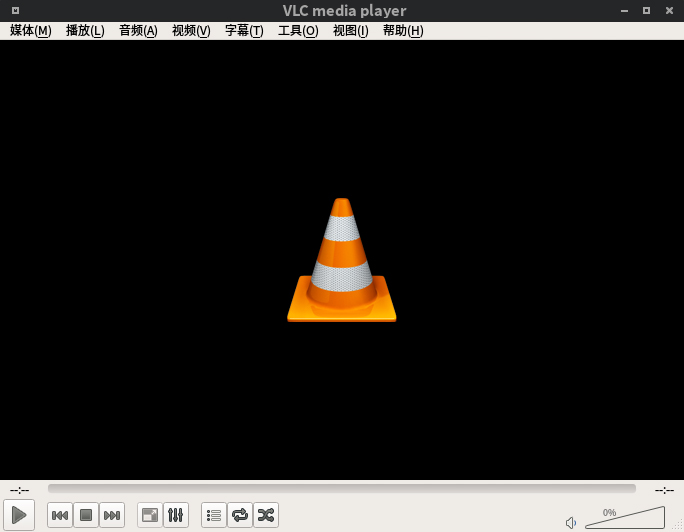 VLC media player
媒体(M) 播放(L) 音频(A) 视频(V) 字幕(T) 工具(O) 视图(I) 帮助(H)
--:-- --:--
0%